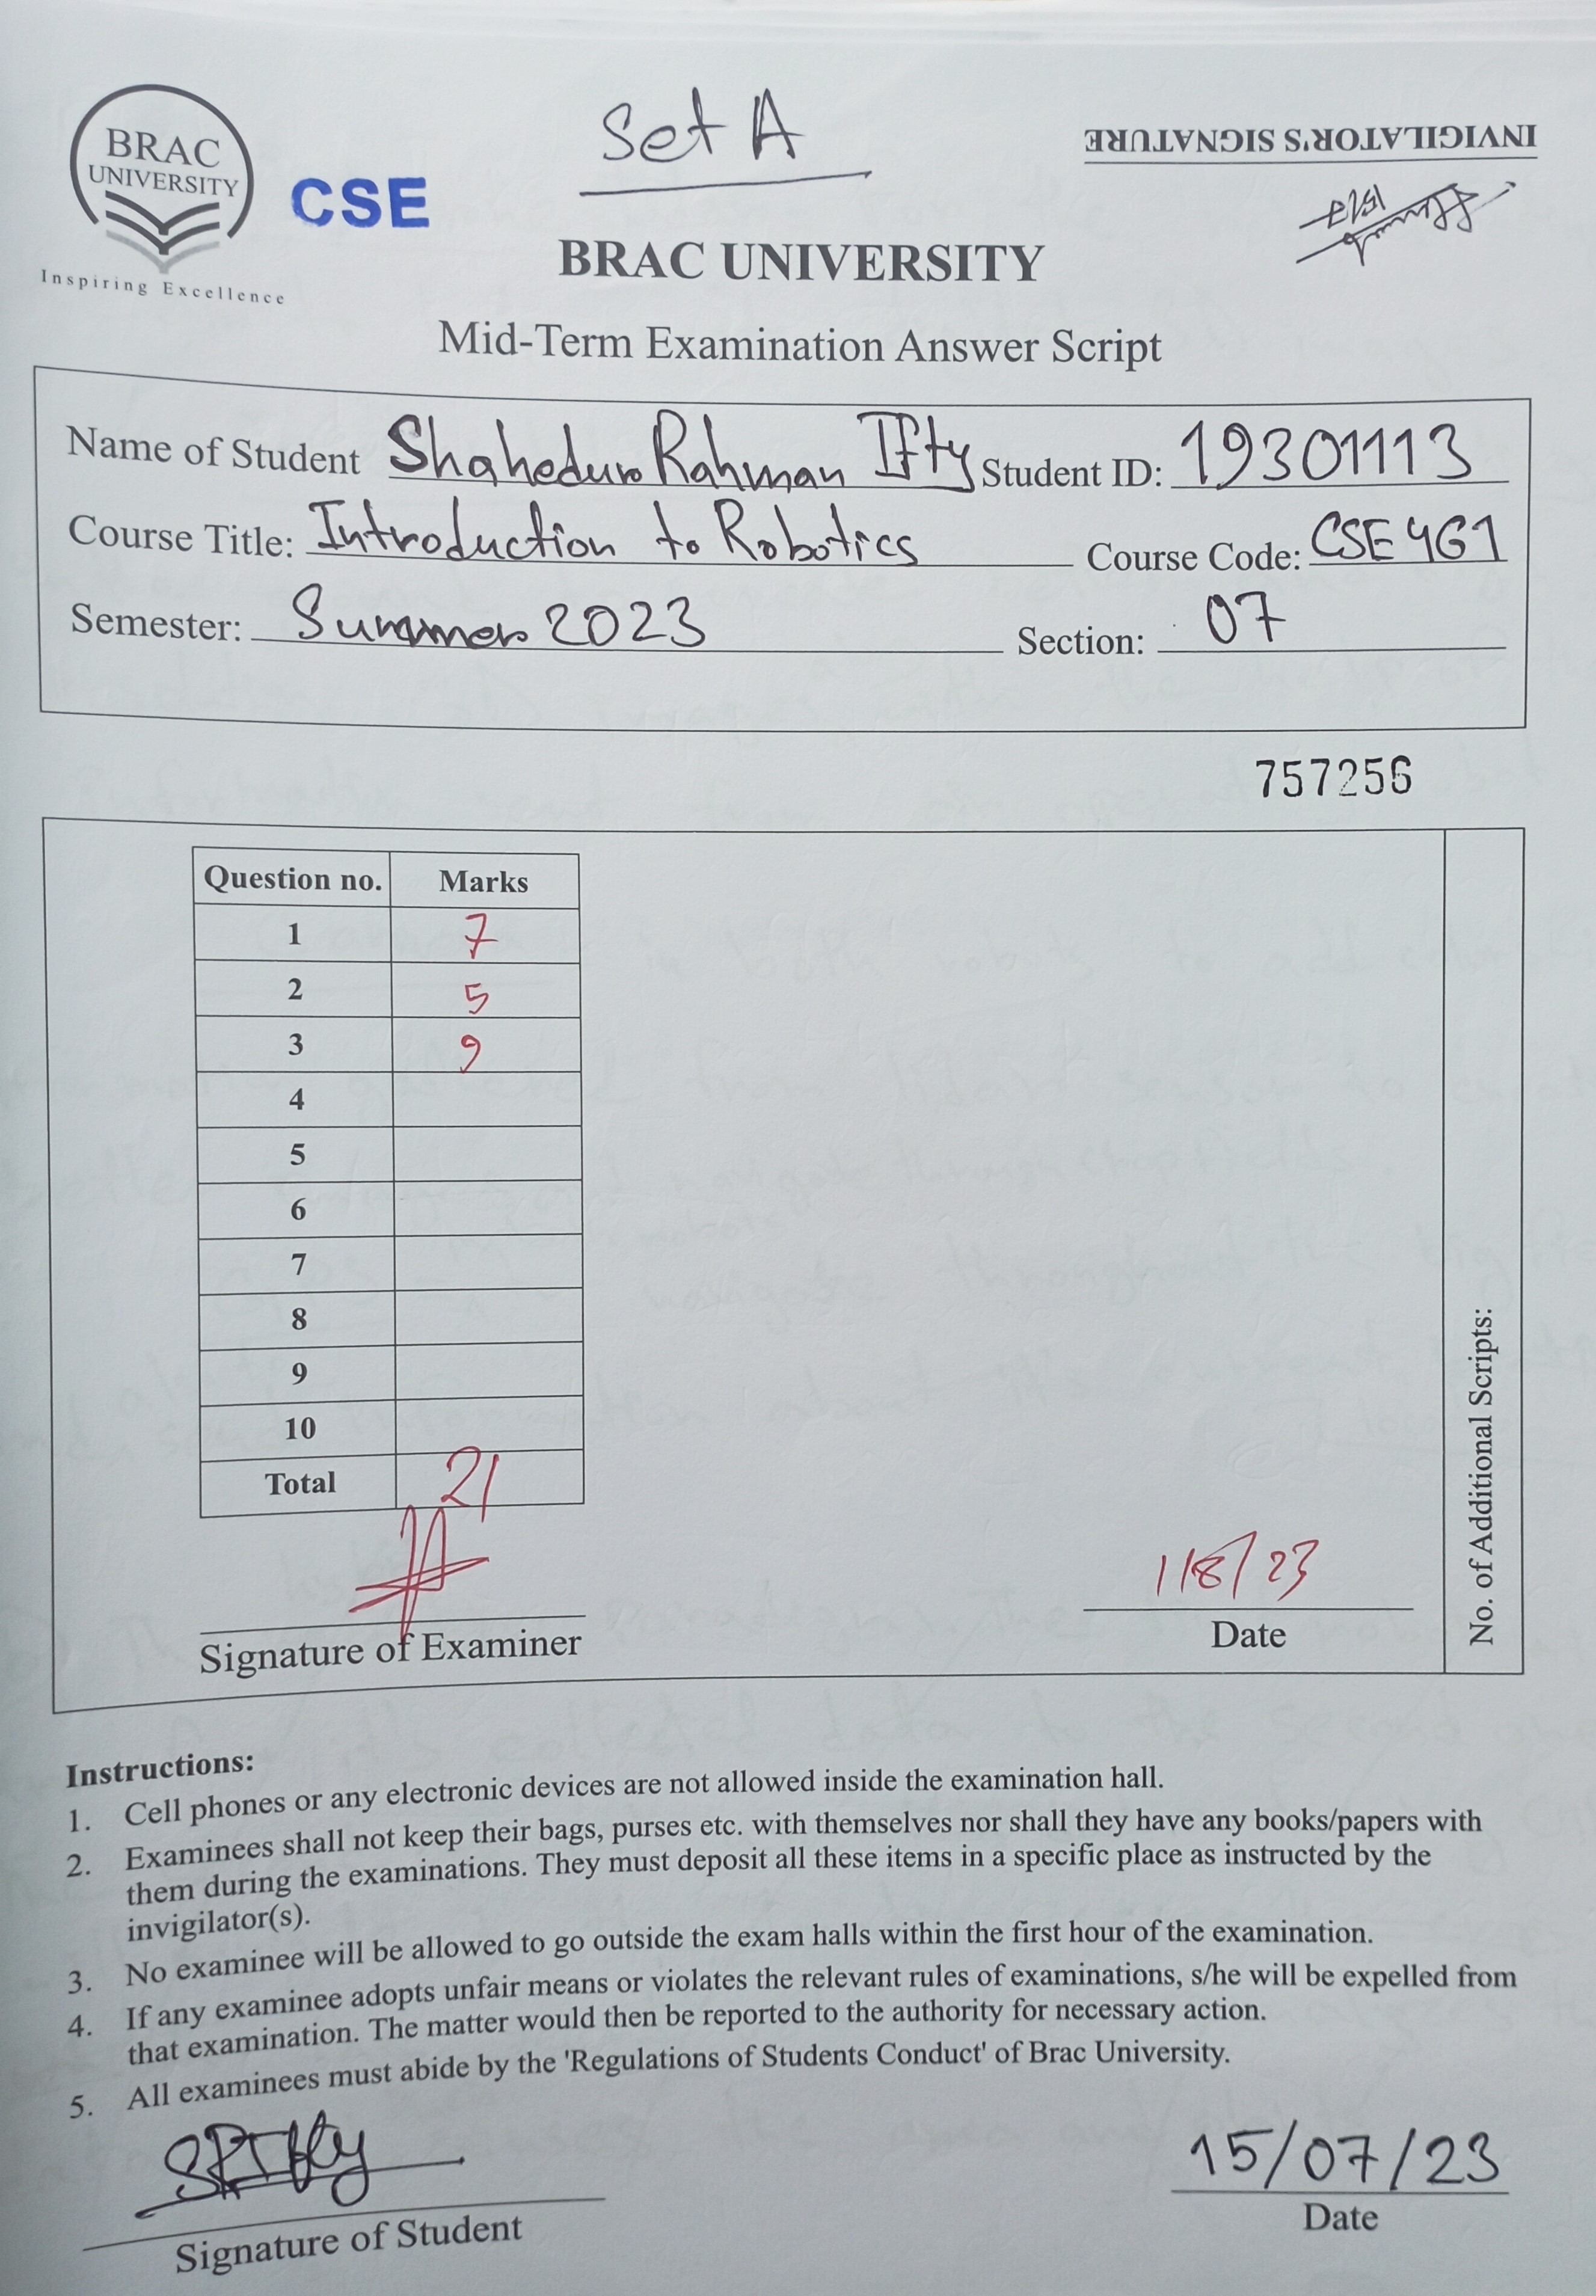 BRAC
UNIVERSITY
Inspiring Excellence
CSE
Set A
INVIGILATOR'S SIGNATURE
BRAC UNIVERSITY
Mid-Term Examination Answer Script
Name of Student Shahedur Rahman Ifty Student ID: 19301113
Course Title: Introduction to Robotics Course Code: CSE461
Semester: Summer 2023 Section: 07
757256
Question no. Marks
1 7
2 5
3 9
4
5
6
7
8
9
10
Total 21
Signature of Examiner
1/8/23
Date
No. of Additional Scripts:
Instructions:
1. Cell phones or any electronic devices are not allowed inside the examination hall.
2. Examinees shall not keep their bags, purses etc. with themselves nor shall they have any books/papers with
them during the examinations. They must deposit all these items in a specific place as instructed by the
invigilator(s).
3. No examinee will be allowed to go outside the exam halls within the first hour of the examination.
4. If any examinee adopts unfair means or violates the relevant rules of examinations, s/he will be expelled from
that examination. The matter would then be reported to the authority for necessary action.
5. All examinees must abide by the 'Regulations of Students Conduct' of Brac University.
SRIfty
Signature of Student
15/07/23
Date